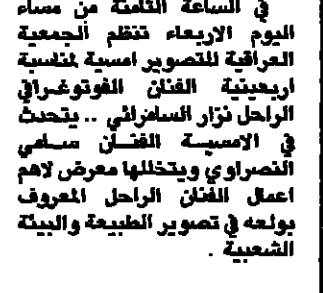 في الساعة الثامنة من مساء
اليوم الاربعاء تنظم الجمعية
العراقية للتصوير امسية لمناسبة
اربعينية الفنان الفوتوغرافي
الراحل نزار السامرائي .. يتحدث
في الامسية الفنان سامي
النصراوي ويتخللها معرض لاهم
اعمال الفنان الراحل المعروف
بولعه في تصوير الطبيعة والبيئة
الشعبية .